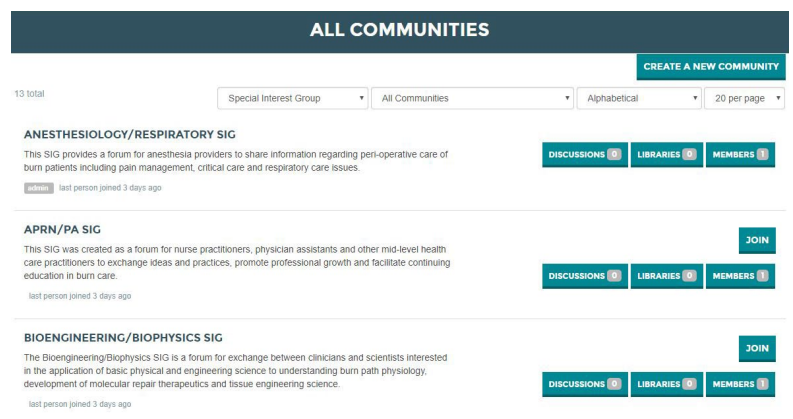 ALL COMMUNITIES
CREATE A NEW COMMUNITY
13 total
Special Interest Group
All Communities
Alphabetical
20 per page
ANESTHESIOLOGY/RESPIRATORY SIG
This SIG provides a forum for anesthesia providers to share information regarding peri-operative care of
burn patients including pain management, critical care and respiratory care issues.
DISCUSSIONS 0 LIBRARIES 0 MEMBERS 1
admin last person joined 3 days ago
APRN/PA SIG
JOIN
This SIG was created as a forum for nurse practitioners, physician assistants and other mid-level health
care practitioners to exchange ideas and practices, promote professional growth and facilitate continuing
education in burn care.
DISCUSSIONS 0 LIBRARIES 0 MEMBERS 1
last person joined 3 days ago
BIOENGINEERING/BIOPHYSICS SIG
JOIN
The Bioengineering/Biophysics SIG is a forum for exchange between clinicians and scientists interested
in the application of basic physical and engineering science to understanding burn path physiology,
development of molecular repair therapeutics and tissue engineering science.
DISCUSSIONS 0 LIBRARIES 0 MEMBERS 1
last person joined 3 days ago